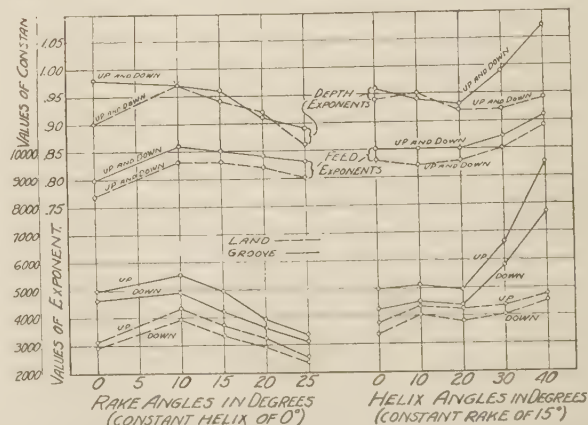 VALUES OF CONSTAN
VALUES OF EXPONENT.
1.05
1.00
.95
.90
10000 .85
9000 .80
8000 .75
7000
6000
5000
4000
3000
2000
UP AND DOWN
UP AND DOWN
UP AND DOWN
UP AND DOWN
DEPTH
EXPONENTS
FEED
EXPONENTS
UP AND DOWN
UP AND DOWN
UP AND DOWN
UP AND DOWN
LAND
GROOVE
UP
DOWN
UP
DOWN
UP
DOWN
UP
DOWN
0 5 10 15 20 25
RAKE ANGLES IN DEGREES
(CONSTANT HELIX OF 0°)
0 10 20 30 40
HELIX ANGLES IN DEGREES
(CONSTANT RAKE OF 15°)